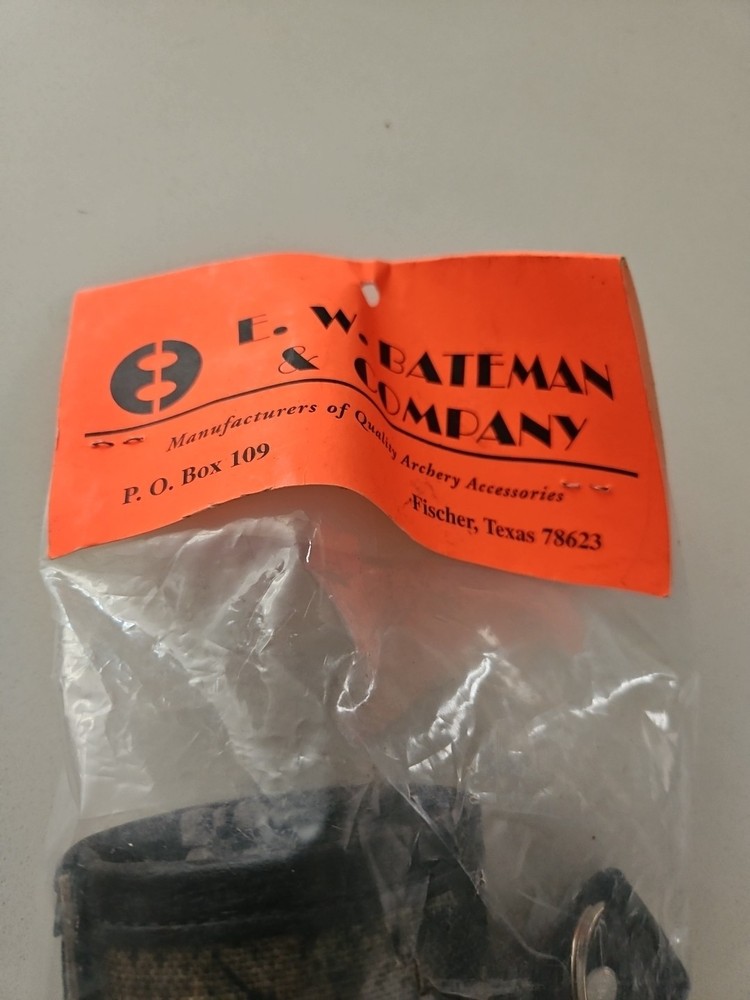 E. W. BATEMAN
& COMPANY
Manufacturers of Quality Archery Accessories
P. O. Box 109
Fischer, Texas 78623